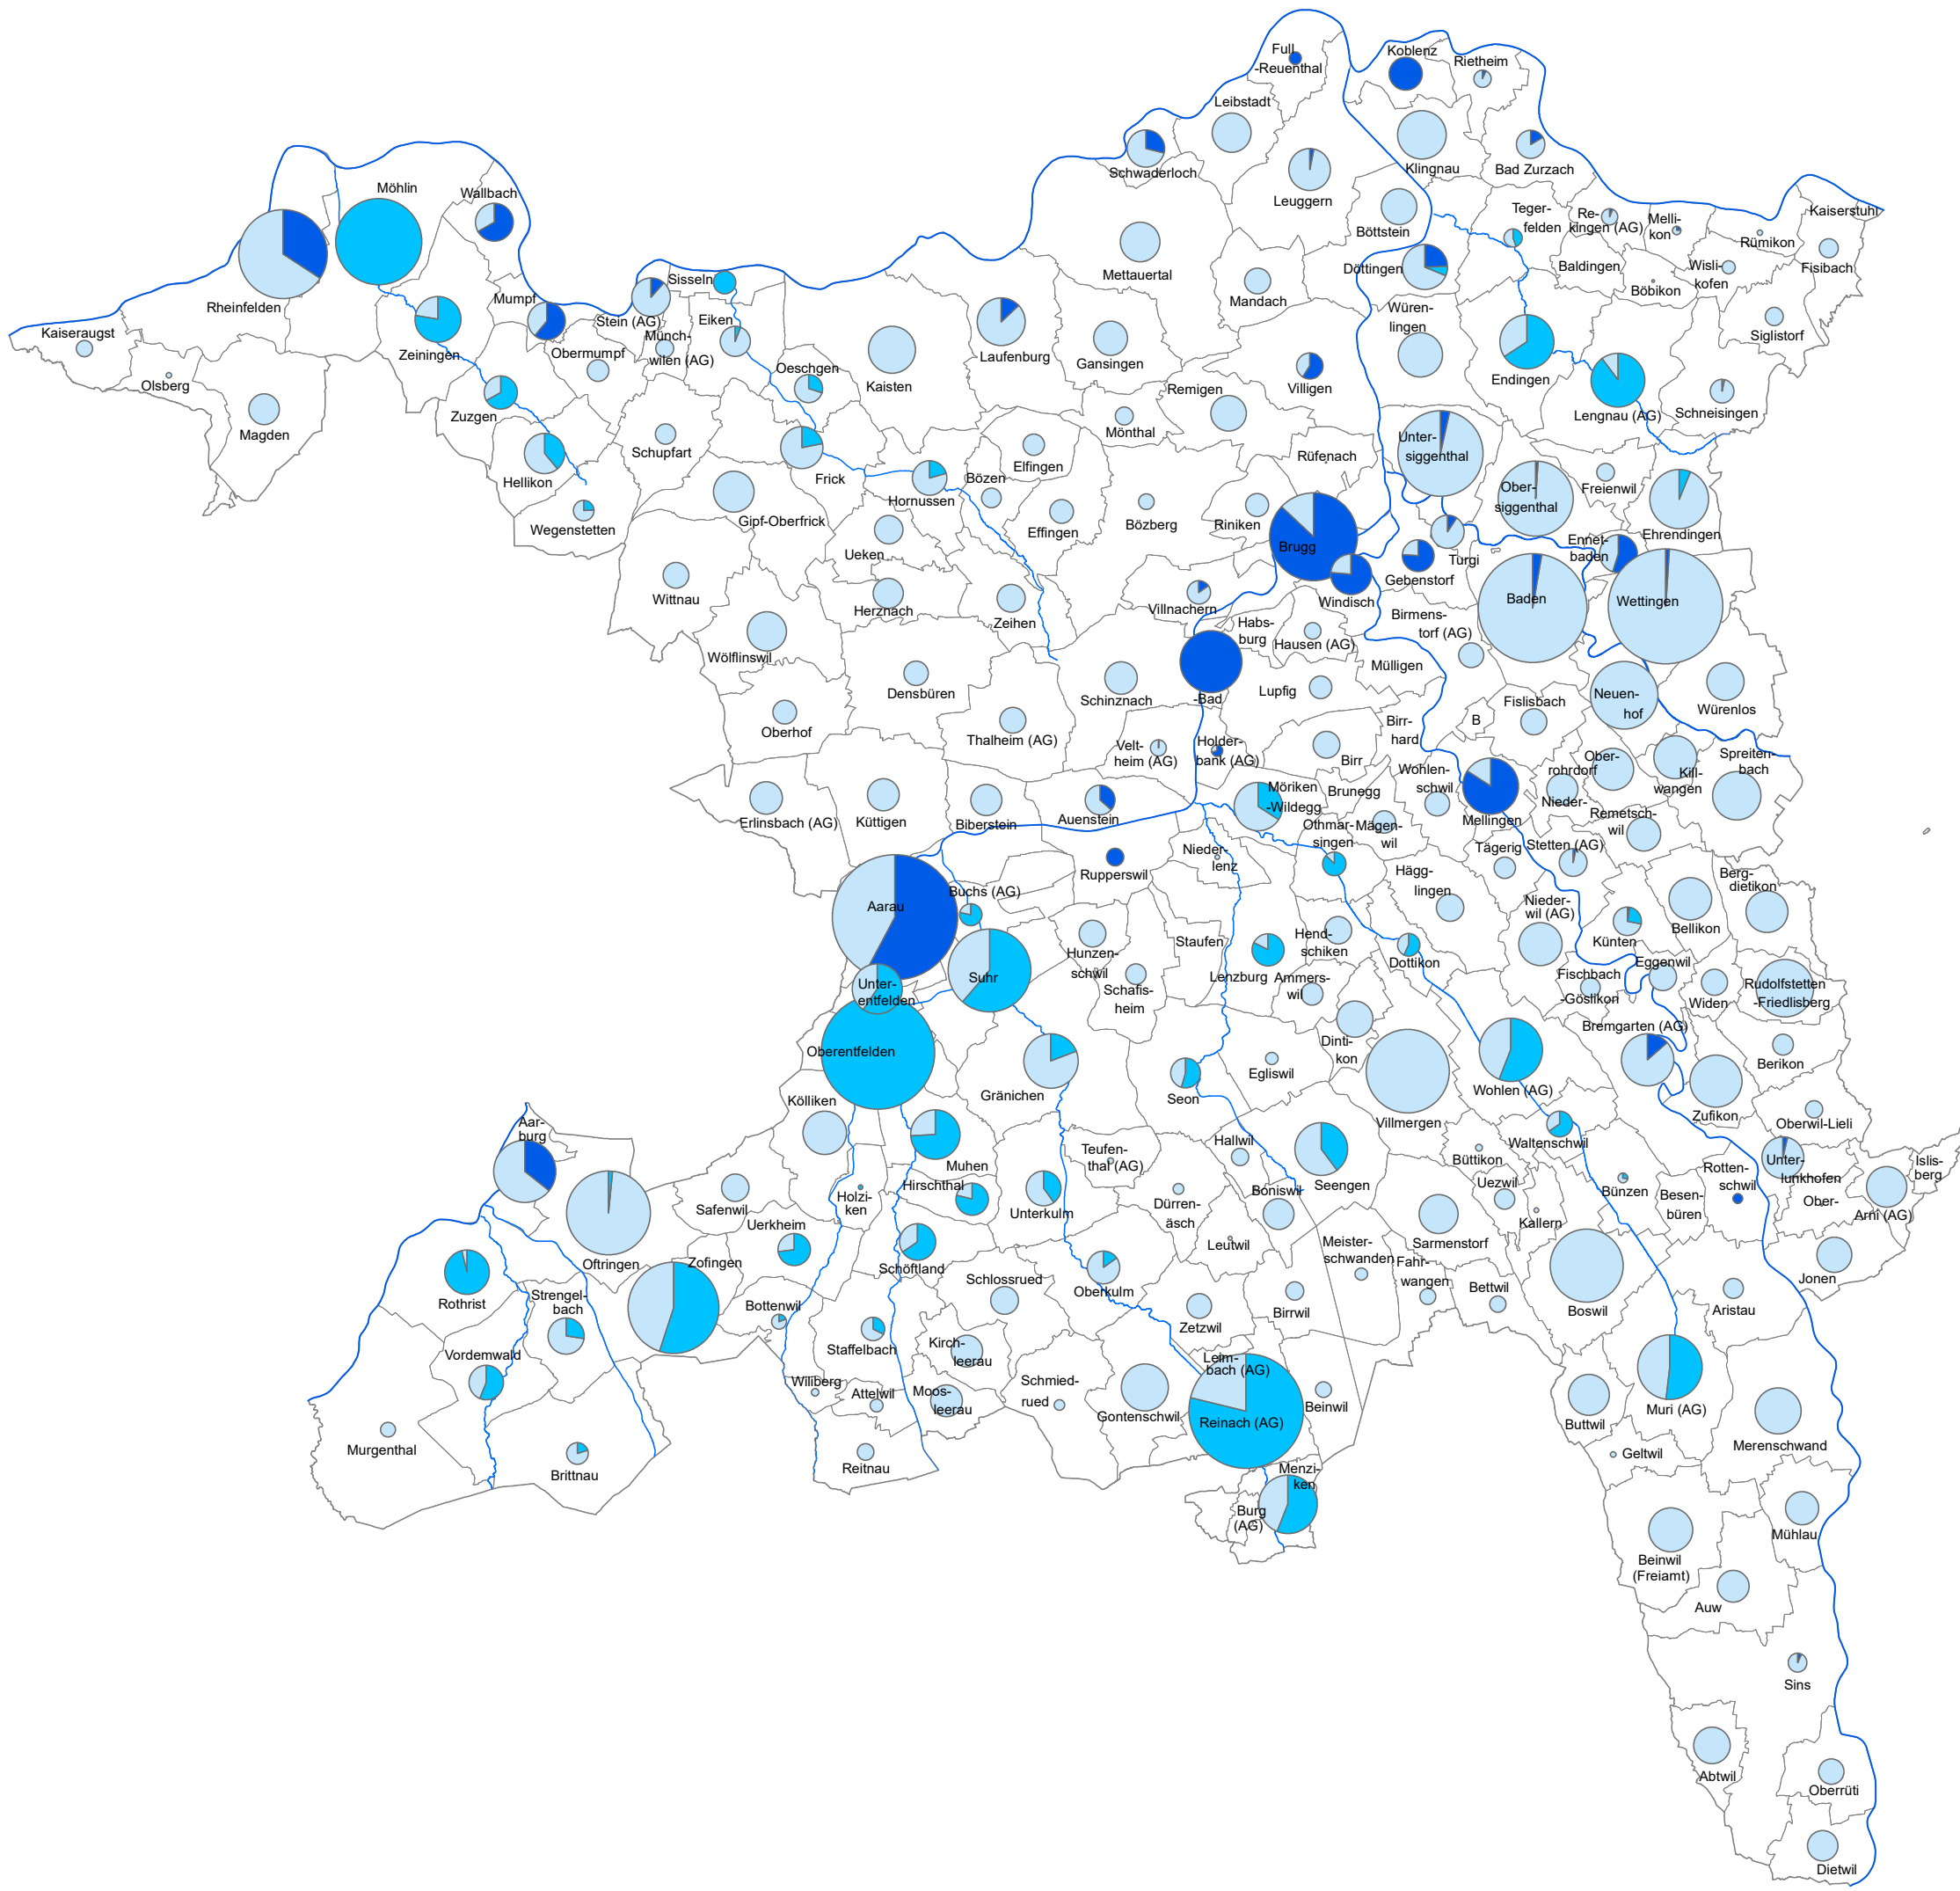 Full
-Reuenthal
Koblenz
Rietheim
Leibstadt
Schwaderloch
Klingnau
Bad Zurzach
Leuggern
Möhlin
Wallbach
Böttstein
Teger-
felden
Re-
kingen (AG)
Melli-
kon
Kaiserstuhl
Rümikon
Mettauertal
Rheinfelden
Sisseln
Döttingen
Baldingen
Wisli-
kofen
Fisibach
Mandach
Böbikon
Mumpf
Stein (AG)
Eiken
Würen-
lingen
Kaiseraugst
Zeiningen
Münch-
wilen (AG)
Obermumpf
Laufenburg
Gansingen
Siglistorf
Olsberg
Oeschgen
Kaisten
Villigen
Endingen
Remigen
Zuzgen
Lengnau (AG)
Schneisingen
Magden
Mönthal
Schupfart
Unter-
siggenthal
Rüfenach
Elfingen
Hellikon
Frick
Bözen
Hornussen
Ober-
siggenthal
Freienwil
Gipf-Oberfrick
Wegenstetten
Effingen
Bözberg
Riniken
Ehrendingen
Ueken
Brugg
Ennet-
baden
Turgi
Gebenstorf
Wittnau
Herznach
Zeihen
Villnachern
Windisch
Baden
Wettingen
Birmens-
torf (AG)
Habs-
burg
Hausen (AG)
Wölflinswil
Mülligen
Densbüren
Schinznach
-Bad
Lupfig
Neuen-
hof
Würenlos
Fislisbach
B
Oberhof
Thalheim (AG)
Velt-
heim (AG)
Holder-
bank (AG)
Birr-
hard
Birr
Ober-
rohrdorf
Spreiten-
bach
Kill-
wangen
Wohlen-
schwil
Möriken
-Wildegg
Brunegg
Erlinsbach (AG)
Küttigen
Biberstein
Auenstein
Mellingen
Nieder-
Remetsch-
wil
Othmar-
singen
Mägen-
wil
Tägerig
Stetten (AG)
Nieder-
lenz
Rupperswil
Buchs (AG)
Aarau
Hägg-
lingen
Berg-
dietikon
Nieder-
wil (AG)
Bellikon
Künten
Hunzen-
schwil
Staufen
Lenzburg
Hend-
schiken
Dottikon
Suhr
Unter-
entfelden
Schafis-
heim
Ammers-
wil
Fischbach
-Göslikon
Eggenwil
Widen
Rudolfstetten
-Friedlisberg
Oberentfelden
Dinti-
kon
Bremgarten (AG)
Egliswil
Berikon
Gränichen
Seon
Wohlen (AG)
Kölliken
Villmergen
Zufikon
Oberwil-Lieli
Aar-
burg
Muhen
Teufen-
thal (AG)
Hallwil
Waltenschwil
Büttikon
Unter-
lunkhofen
Islis-
berg
Rotten-
schwil
Hirschthal
Holzi-
ken
Safenwil
Unterkulm
Dürren-
äsch
Boniswil
Seengen
Uezwil
Bünzen
Besen-
büren
Ober-
Arni (AG)
Kallern
Uerkheim
Leutwil
Meister-
schwanden
Sarmenstorf
Oftringen
Zofingen
Schöftland
Fahr-
wangen
Jonen
Rothrist
Strengel-
bach
Schlossrued
Oberkulm
Bettwil
Boswil
Aristau
Bottenwil
Birrwil
Zetzwil
Staffelbach
Kirch-
leerau
Vordemwald
Leim-
bach (AG)
Wiliberg
Attelwil
Moos-
leerau
Schmied-
rued
Gontenschwil
Reinach (AG)
Beinwil
Buttwil
Muri (AG)
Murgenthal
Brittnau
Reitnau
Merenschwand
Geltwil
Menzi-
ken
Burg
(AG)
Mühlau
Beinwil
(Freiamt)
Auw
Sins
Abtwil
Oberrüti
Dietwil